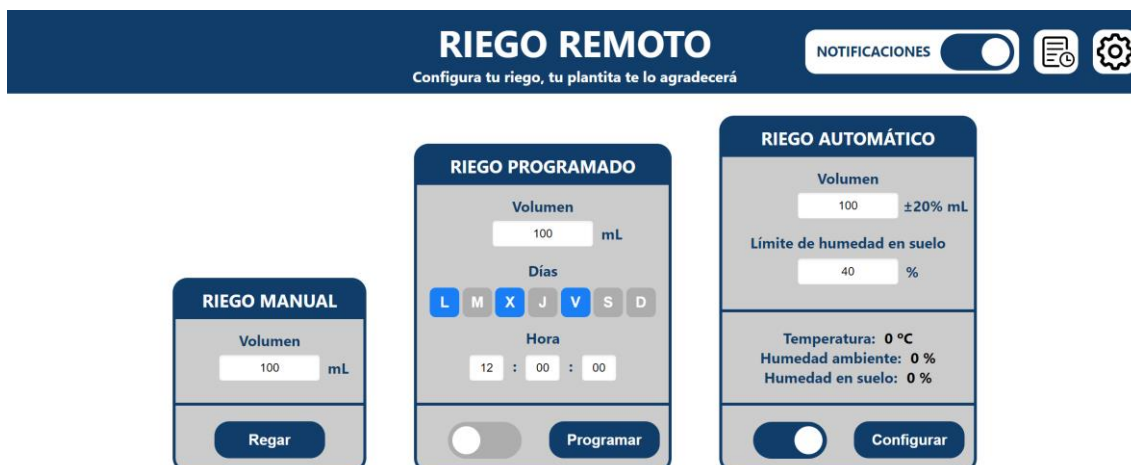 RIEGO REMOTO
Configura tu riego, tu plantita te lo agradecerá
NOTIFICACIONES
RIEGO MANUAL
Volumen
100 mL
Regar
RIEGO PROGRAMADO
Volumen
100 mL
Días
L M X J V S D
Hora
12 : 00 : 00
Programar
RIEGO AUTOMÁTICO
Volumen
100 ±20% mL
Límite de humedad en suelo
40 %
Temperatura: 0 ºC
Humedad ambiente: 0 %
Humedad en suelo: 0 %
Configurar